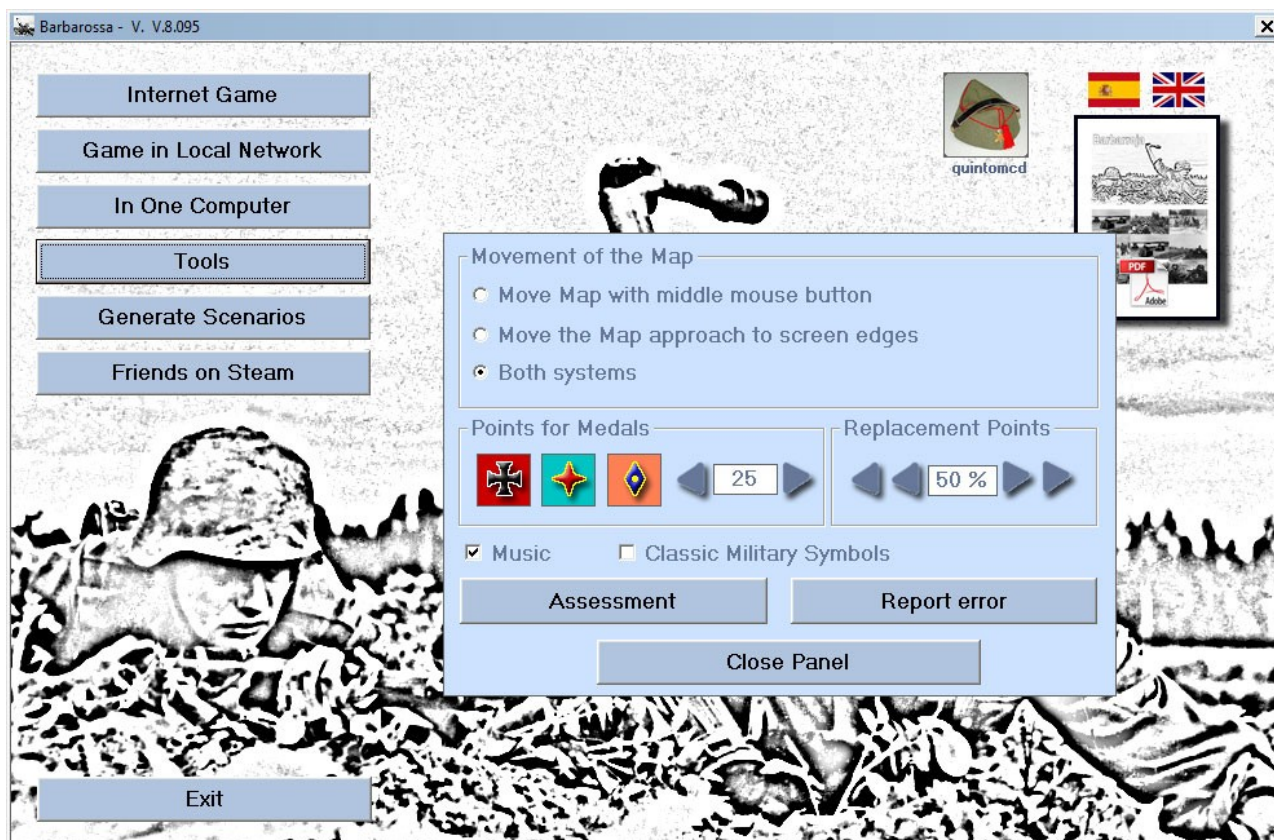 Barbarossa - V. V.8.095
Internet Game
Game in Local Network
In One Computer
Tools
Generate Scenarios
Friends on Steam
quintomcd
Barbaroja
PDF
Adobe
Movement of the Map
Move Map with middle mouse button
Move the Map approach to screen edges
Both systems
Points for Medals
25
Replacement Points
50 %
Music
Classic Military Symbols
Assessment
Report error
Close Panel
Exit